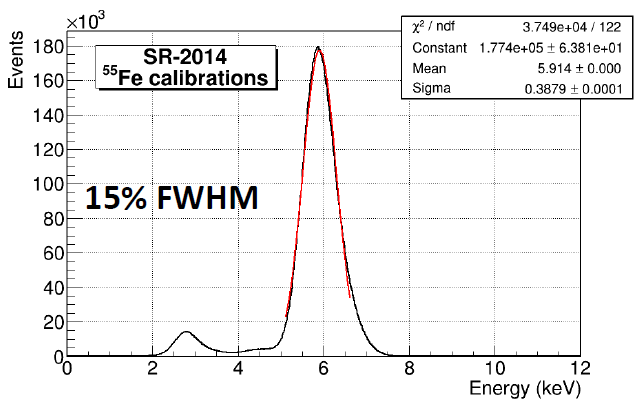 ×10³
Events
180
160
140
120
100
80
60
40
20
0
SR-2014
⁵⁵Fe calibrations
15% FWHM
χ² / ndf 3.749e+04 / 122
Constant 1.774e+05 ± 6.381e+01
Mean 5.914 ± 0.000
Sigma 0.3879 ± 0.0001
0 2 4 6 8 10 12
Energy (keV)